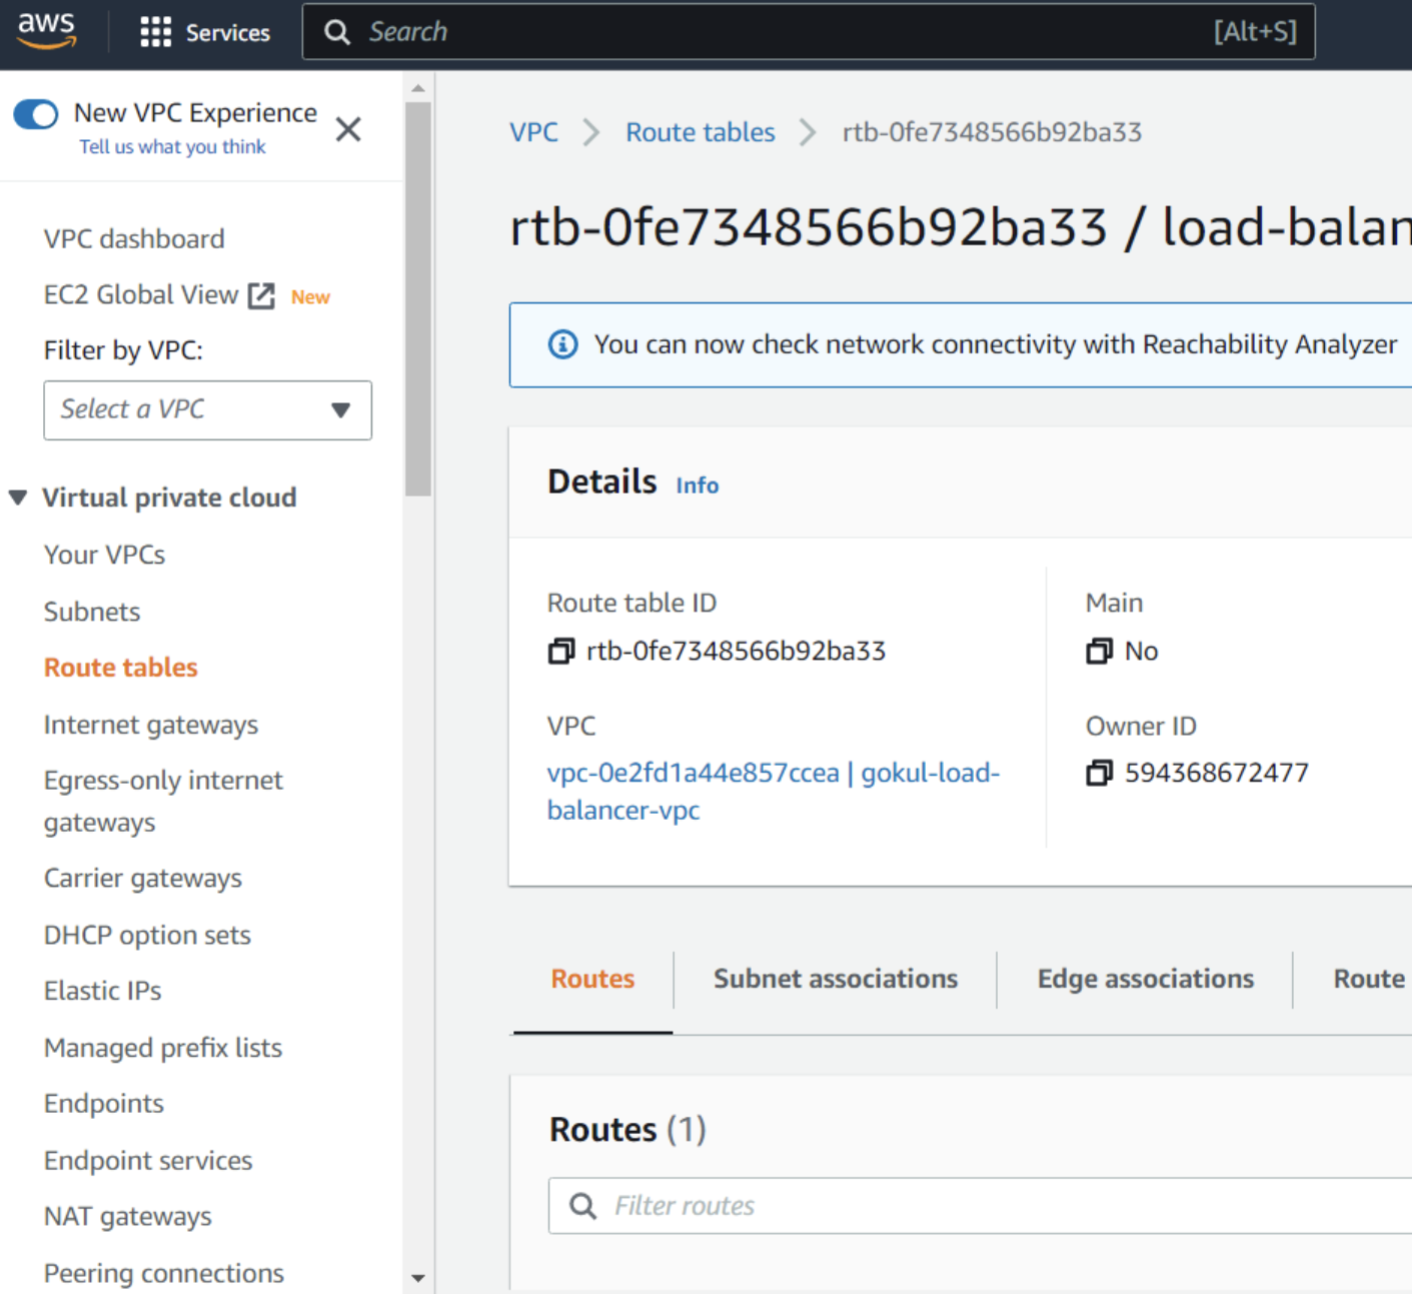 aws
Services
Search
[Alt+S]
New VPC Experience
Tell us what you think
VPC dashboard
EC2 Global View New
Filter by VPC:
Select a VPC
Virtual private cloud
Your VPCs
Subnets
Route tables
Internet gateways
Egress-only internet
gateways
Carrier gateways
DHCP option sets
Elastic IPs
Managed prefix lists
Endpoints
Endpoint services
NAT gateways
Peering connections
VPC > Route tables > rtb-0fe7348566b92ba33
rtb-0fe7348566b92ba33 / load-balan
You can now check network connectivity with Reachability Analyzer
Details Info
Route table ID
rtb-0fe7348566b92ba33
Main
No
VPC
vpc-0e2fd1a44e857ccea | gokul-load-
balancer-vpc
Owner ID
594368672477
Routes
Subnet associations
Edge associations
Route
Routes (1)
Filter routes